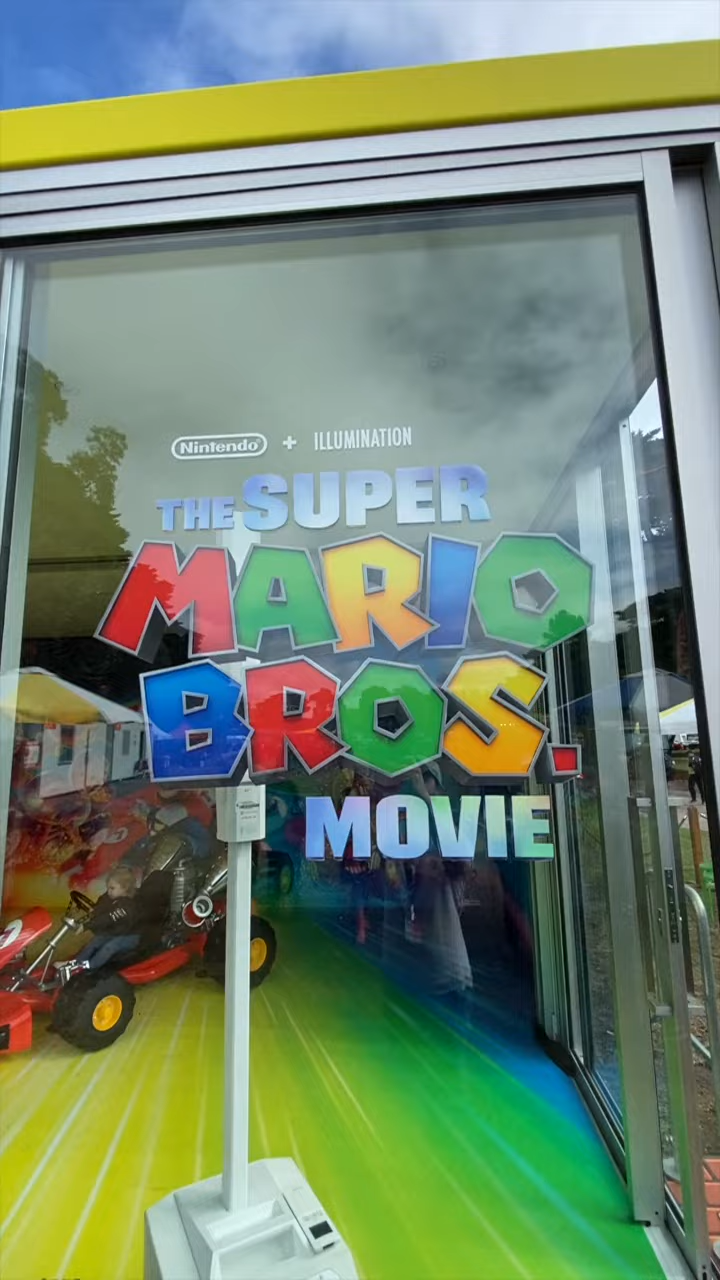 Nintendo + ILLUMINATION
THE SUPER
MARIO
BROS.
MOVIE